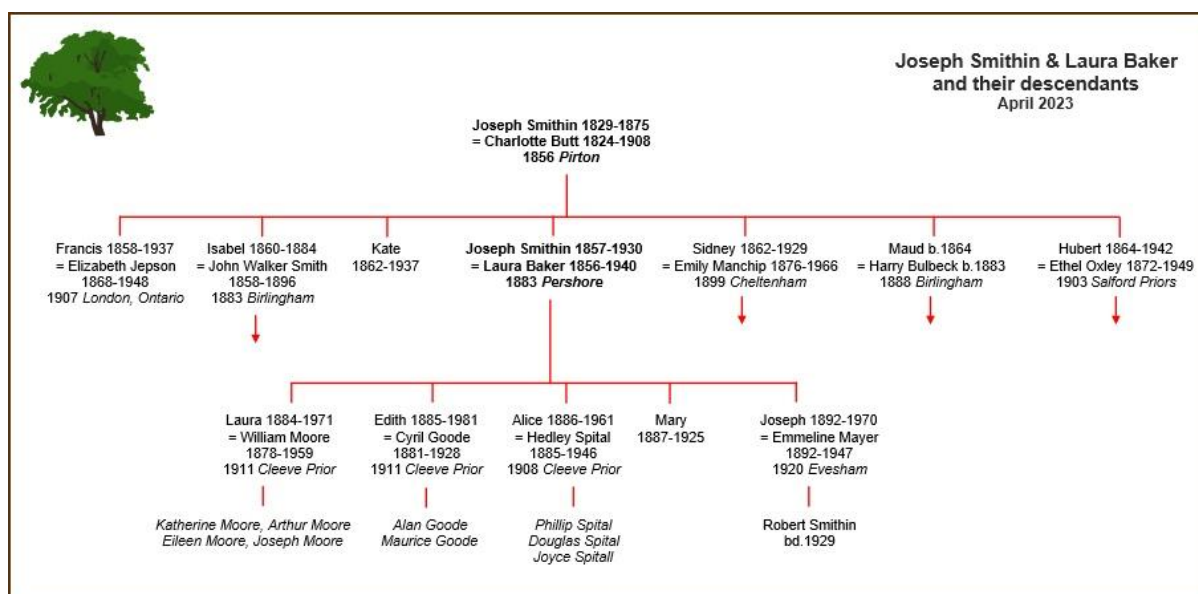 Joseph Smithin & Laura Baker
and their descendants
April 2023
Joseph Smithin 1829-1875
= Charlotte Butt 1824-1908
1856 Pirton
Francis 1858-1937
= Elizabeth Jepson
1868-1948
1907 London, Ontario
Isabel 1860-1884
= John Walker Smith
1858-1896
1883 Birlingham
Kate
1862-1937
Joseph Smithin 1857-1930
= Laura Baker 1856-1940
1883 Pershore
Sidney 1862-1929
= Emily Manchip 1876-1966
1899 Cheltenham
Maud b.1864
= Harry Bulbeck b.1883
1888 Birlingham
Hubert 1864-1942
= Ethel Oxley 1872-1949
1903 Salford Priors
Laura 1884-1971
= William Moore
1878-1959
1911 Cleeve Prior
Edith 1885-1981
= Cyril Goode
1881-1928
1911 Cleeve Prior
Alice 1886-1961
= Hedley Spital
1885-1946
1908 Cleeve Prior
Mary
1887-1925
Joseph 1892-1970
= Emmeline Mayer
1892-1947
1920 Evesham
Katherine Moore, Arthur Moore
Eileen Moore, Joseph Moore
Alan Goode
Maurice Goode
Phillip Spital
Douglas Spital
Joyce Spitall
Robert Smithin
bd.1929